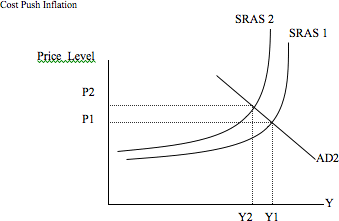 Cost Push Inflation
SRAS 2
SRAS 1
Price Level
P2
P1
AD2
Y
Y2 Y1